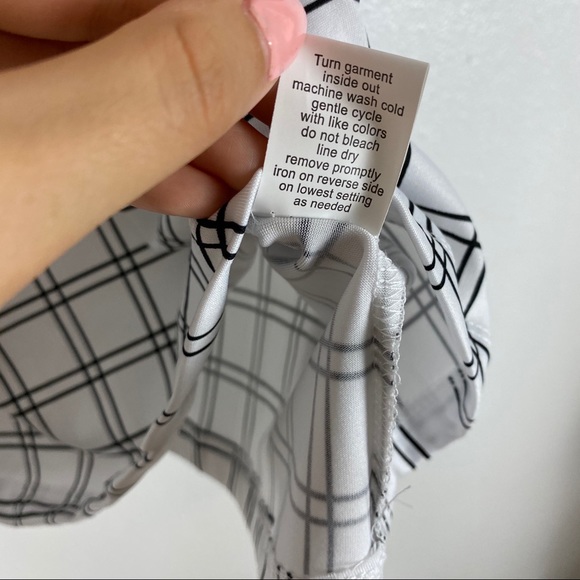 Turn garment
inside out
machine wash cold
gentle cycle
with like colors
do not bleach
line dry
remove promptly
iron on reverse side
on lowest setting
as needed